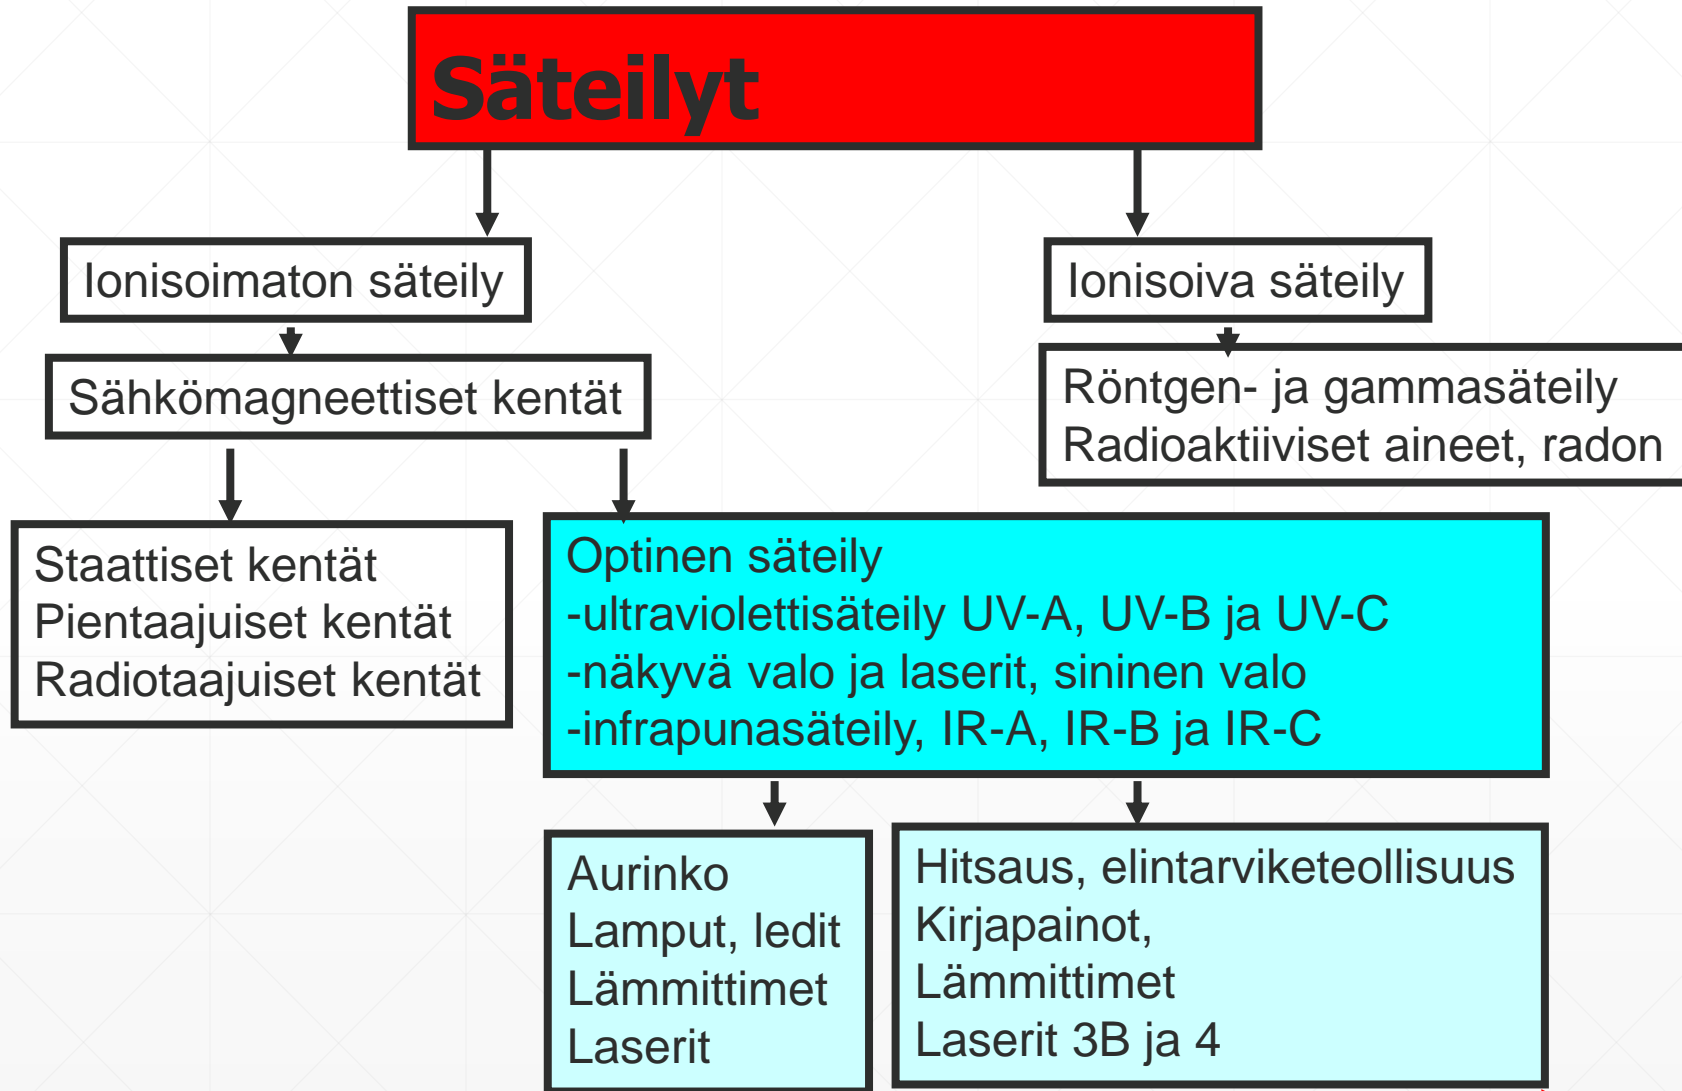 Säteilyt
Ionisoimaton säteily
Ionisoiva säteily
Sähkömagneettiset kentät
Röntgen- ja gammasäteily
Radioaktiiviset aineet, radon
Staattiset kentät
Pientaajuiset kentät
Radiotaajuiset kentät
Optinen säteily
-ultraviolettisäteily UV-A, UV-B ja UV-C
-näkyvä valo ja laserit, sininen valo
-infrapunasäteily, IR-A, IR-B ja IR-C
Aurinko
Lamput, ledit
Lämmittimet
Laserit
Hitsaus, elintarviketeollisuus
Kirjapainot,
Lämmittimet
Laserit 3B ja 4